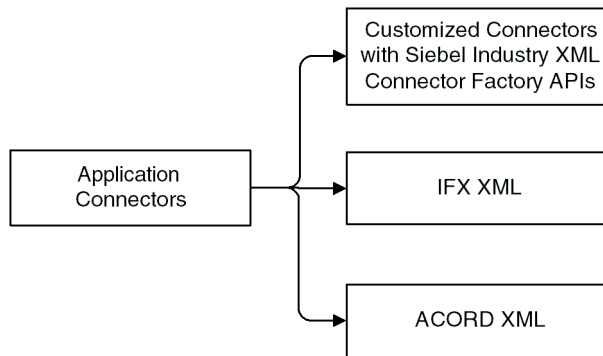 Customized Connectors
with Siebel Industry XML
Connector Factory APIs
Application
Connectors
IFX XML
ACORD XML